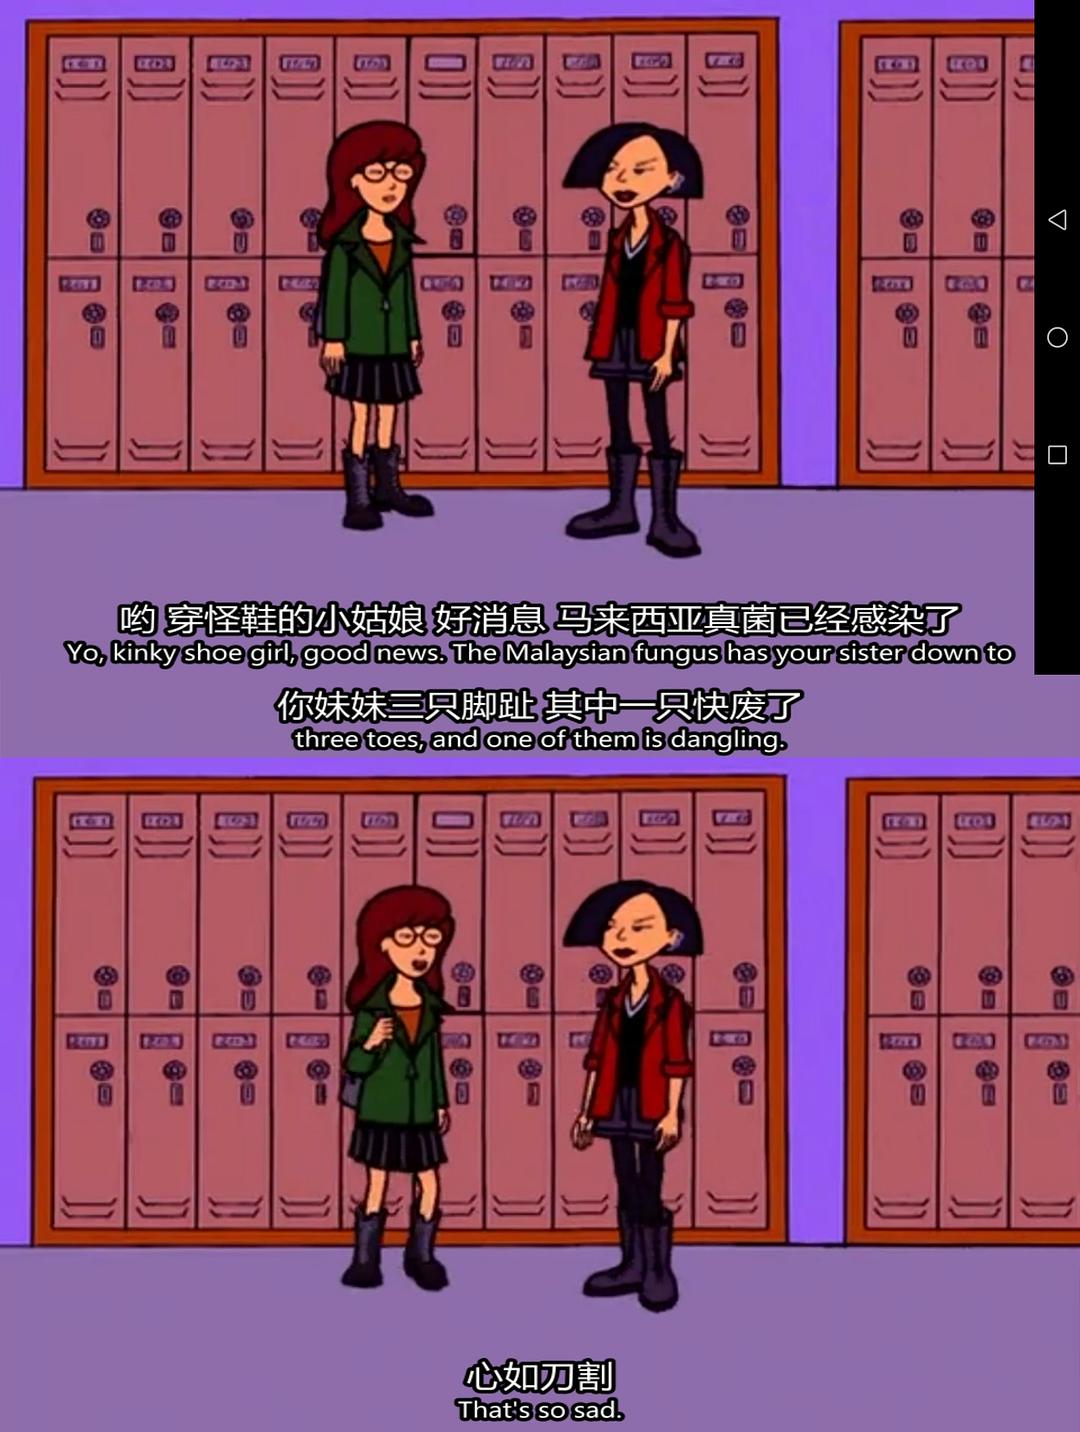 哟 穿怪鞋的小姑娘 好消息 马来西亚真菌已经感染了
Yo, kinky shoe girl, good news. The Malaysian fungus has your sister down to
你妹妹三只脚趾 其中一只快废了
three toes, and one of them is dangling.
心如刀割
That's so sad.